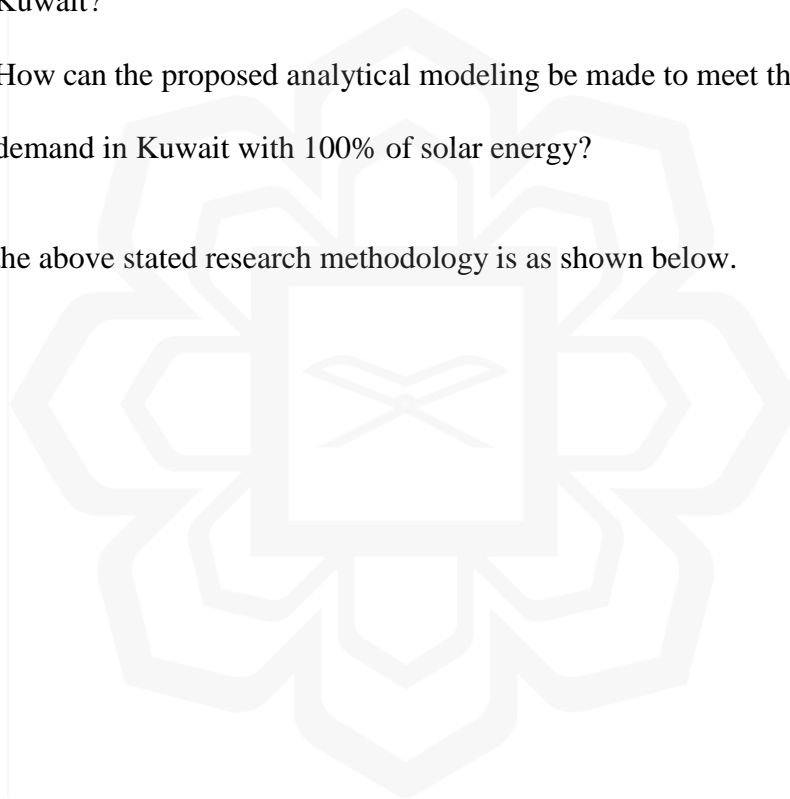 Kuwait?
How can the proposed analytical modeling be made to meet th
demand in Kuwait with 100% of solar energy?
he above stated research methodology is as shown below.